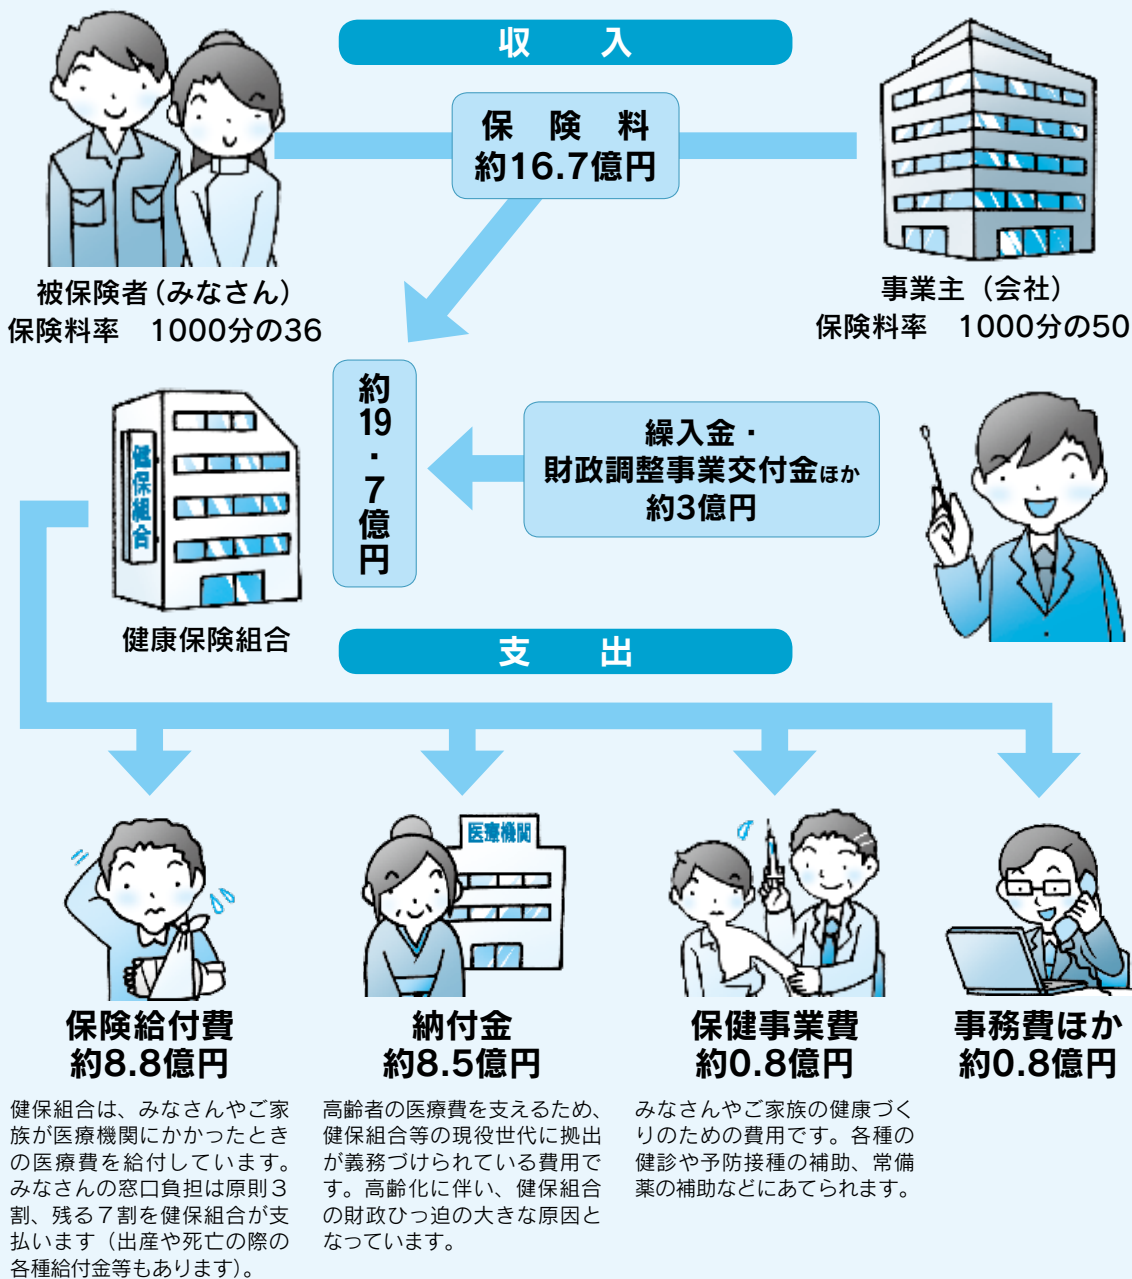 収　入
保　険　料
約16.7億円
被保険者（みなさん）
保険料率　1000分の36
事業主（会社）
保険料率　1000分の50
約19・7億円
繰入金・
財政調整事業交付金ほか
約3億円
健保組合
健康保険組合
支　出
医療機関
保険給付費
約8.8億円
健保組合は、みなさんやご家
族が医療機関にかかったとき
の医療費を給付しています。
みなさんの窓口負担は原則３
割、残る７割を健保組合が支
払います（出産や死亡の際の
各種給付金等もあります）。
納付金
約8.5億円
高齢者の医療費を支えるため、
健保組合等の現役世代に拠出
が義務づけられている費用で
す。高齢化に伴い、健保組合
の財政ひっ迫の大きな原因と
なっています。
保健事業費
約0.8億円
みなさんやご家族の健康づく
りのための費用です。各種の
健診や予防接種の補助、常備
薬の補助などにあてられます。
事務費ほか
約0.8億円